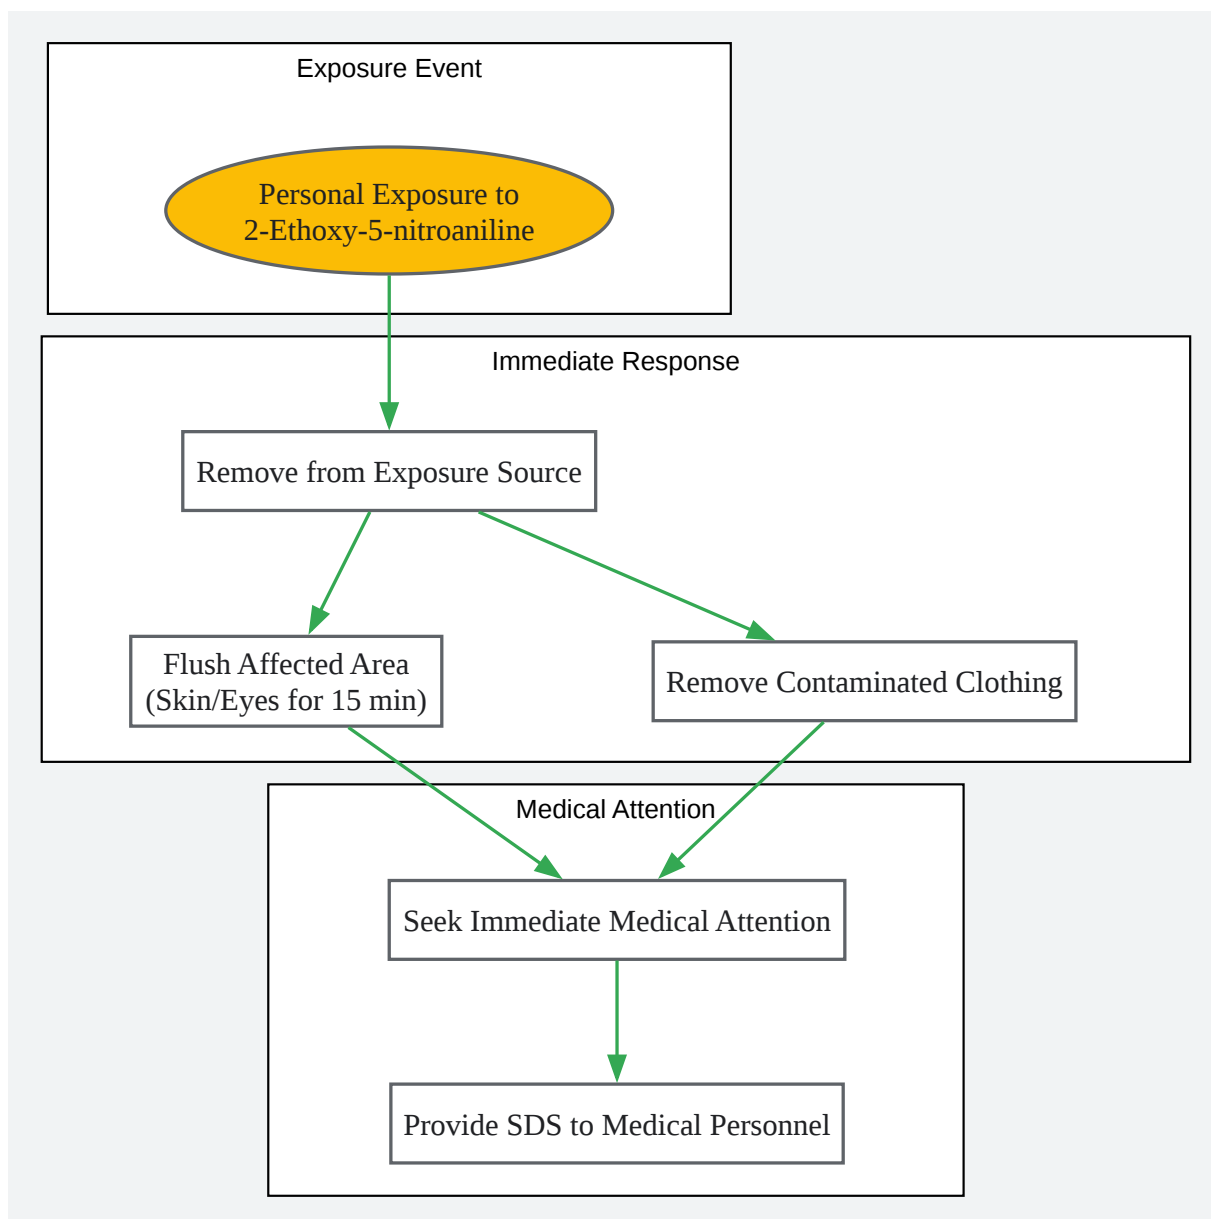 Exposure Event
Personal Exposure to
2-Ethoxy-5-nitroaniline
Immediate Response
Remove from Exposure Source
Flush Affected Area
(Skin/Eyes for 15 min)
Remove Contaminated Clothing
Medical Attention
Seek Immediate Medical Attention
Provide SDS to Medical Personnel